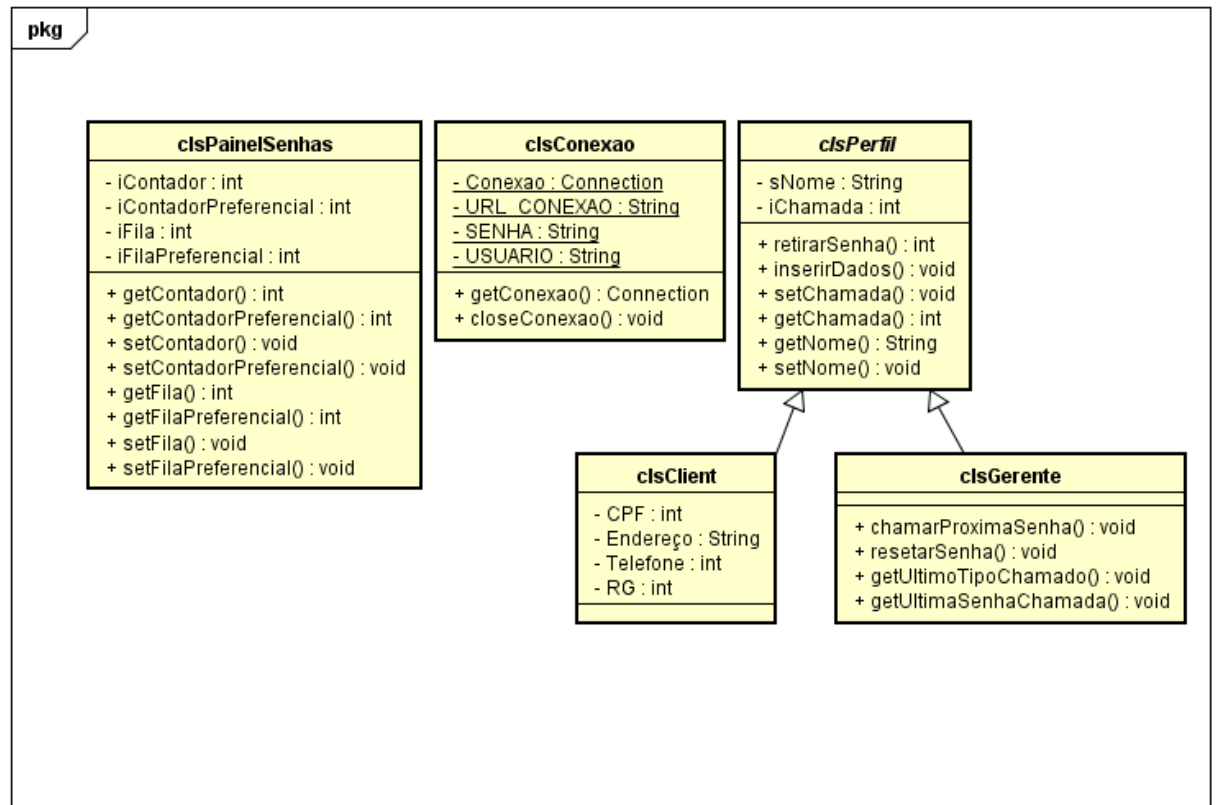 pkg
clsPainelSenhas
- iContador : int
- iContadorPreferencial : int
- iFila : int
- iFilaPreferencial : int
+ getContador() : int
+ getContadorPreferencial() : int
+ setContador() : void
+ setContadorPreferencial() : void
+ getFila() : int
+ getFilaPreferencial() : int
+ setFila() : void
+ setFilaPreferencial() : void
clsConexao
- Conexao : Connection
- URL_CONEXAO : String
- SENHA : String
- USUARIO : String
+ getConexao() : Connection
+ closeConexao() : void
clsPerfil
- sNome : String
- iChamada : int
+ retirarSenha() : int
+ inserirDados() : void
+ setChamada() : void
+ getChamada() : int
+ getNome() : String
+ setNome() : void
clsClient
- CPF : int
- Endereço : String
- Telefone : int
- RG : int
clsGerente
+ chamarProximaSenha() : void
+ resetarSenha() : void
+ getUltimoTipoChamado() : void
+ getUltimaSenhaChamada() : void